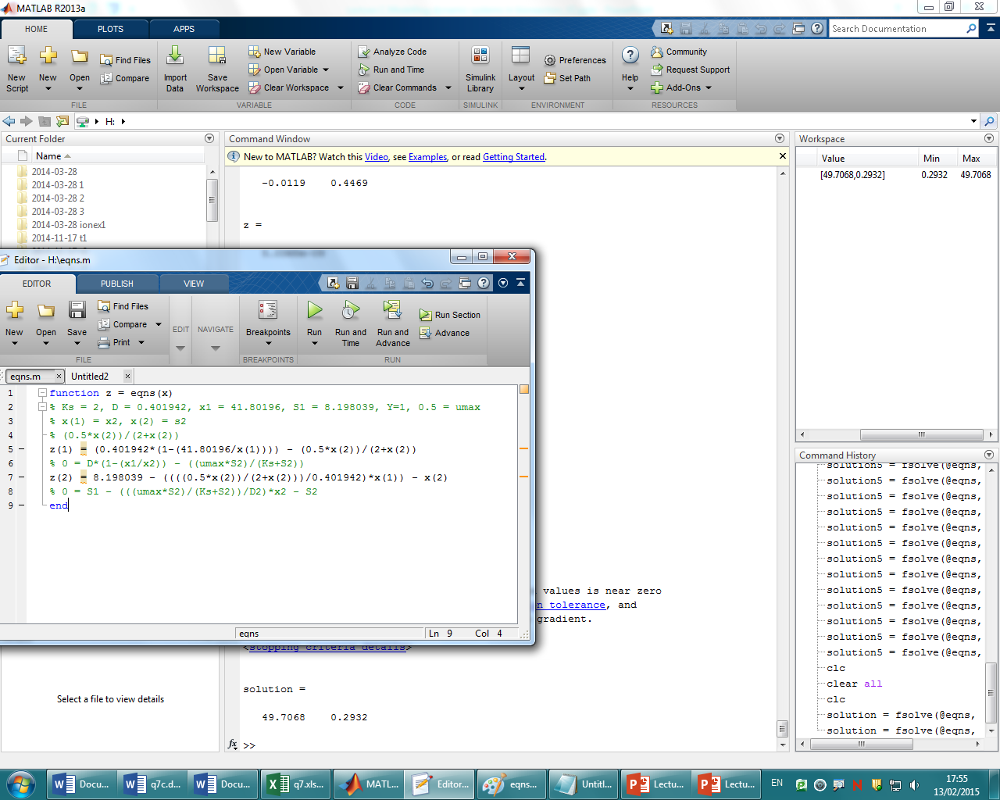 MATLAB R2013a
HOME PLOTS APPS
Search Documentation
New Script
New
Open
Find Files
Compare
Import Data
Save Workspace
New Variable
Open Variable
Clear Workspace
Analyze Code
Run and Time
Clear Commands
Simulink Library
Layout
Preferences
Set Path
Help
Community
Request Support
Add-Ons
FILE VARIABLE CODE SIMULINK ENVIRONMENT RESOURCES
H:
Current Folder
Name
2014-03-28
2014-03-28 1
2014-03-28 2
2014-03-28 3
2014-03-28 ionex1
2014-11-17 t1
Select a file to view details
Command Window
New to MATLAB? Watch this Video, see Examples, or read Getting Started.
-0.0119 0.4469
z =
values is near zero
n tolerance, and
gradient.
<stopping criteria details>
solution =
49.7068 0.2932
fx >>
Workspace
Value Min Max
[49.7068,0.2932] 0.2932 49.7068
Command History
solution5 = fsolve(@eqns,
solution5 = fsolve(@eqns,
solution5 = fsolve(@eqns,
solution5 = fsolve(@eqns,
solution5 = fsolve(@eqns,
solution5 = fsolve(@eqns,
solution5 = fsolve(@eqns,
solution5 = fsolve(@eqns,
solution5 = fsolve(@eqns,
solution5 = fsolve(@eqns,
solution5 = fsolve(@eqns,
solution5 = fsolve(@eqns,
solution5 = fsolve(@eqns,
clc
clear all
clc
solution = fsolve(@eqns,
solution = fsolve(@eqns,
Editor - H:\eqns.m
EDITOR PUBLISH VIEW
New
Open
Save
Find Files
Compare
Print
EDIT
NAVIGATE
Breakpoints
Run
Run and Time
Run and Advance
Run Section
Advance
FILE BREAKPOINTS RUN
eqns.m Untitled2
1 function z = eqns(x)
2 % Ks = 2, D = 0.401942, x1 = 41.80196, S1 = 8.198039, Y=1, 0.5 = umax
3 % x(1) = x2, x(2) = s2
4 % (0.5*x(2))/(2+x(2))
5 z(1) = (0.401942*(1-(41.80196/x(1)))) - (0.5*x(2))/(2+x(2))
6 % 0 = D*(1-(x1/x2)) - ((umax*S2)/(Ks+S2))
7 z(2) = 8.198039 - ((((0.5*x(2))/(2+x(2)))/0.401942)*x(1)) - x(2)
8 % 0 = S1 - (((umax*S2)/(Ks+S2))/D2)*x2 - S2
9 end
eqns Ln 9 Col 4
Docu... q7c.d... Docu... q7.xls... MATL... Editor... eqns... Untitl... Lectu... Lectu...
EN
17:55
13/02/2015